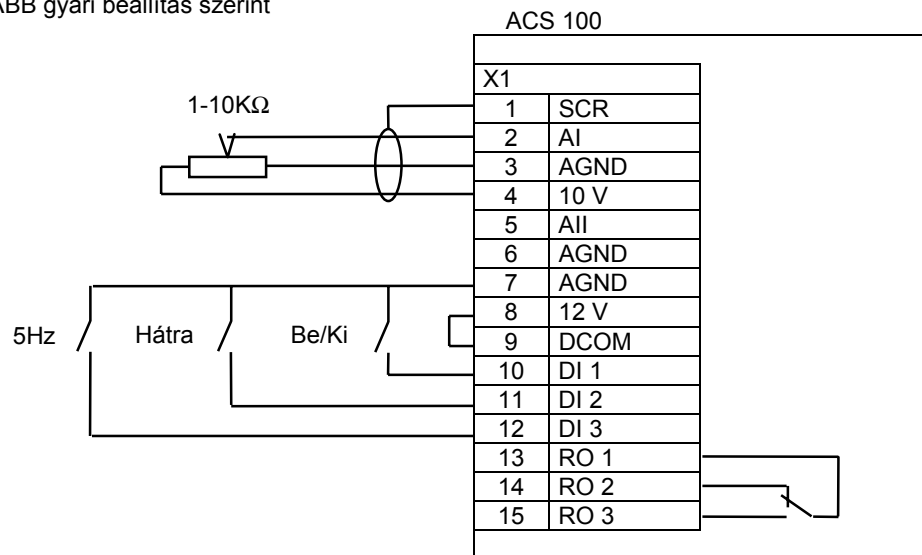 ABB gyári beállítás szerint
ACS 100
X1
1-10KΩ
1 SCR
2 AI
3 AGND
4 10 V
5 AII
6 AGND
7 AGND
8 12 V
5Hz Hátra Be/Ki
9 DCOM
10 DI 1
11 DI 2
12 DI 3
13 RO 1
14 RO 2
15 RO 3